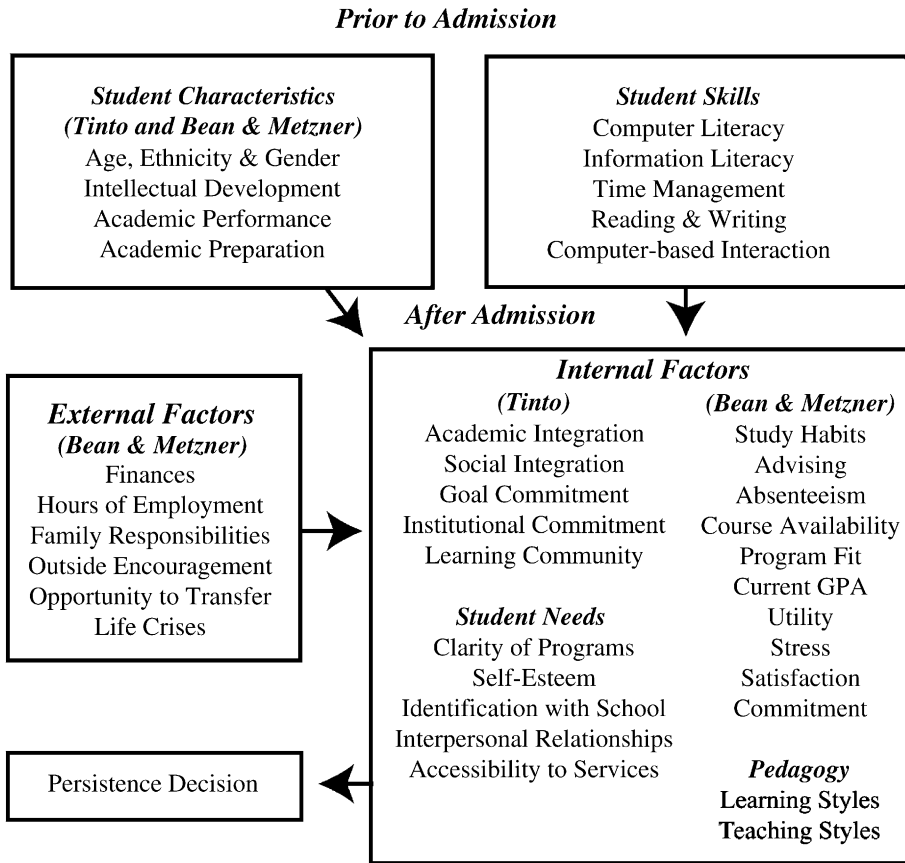 Prior to Admission
Student Characteristics
(Tinto and Bean & Metzner)
Age, Ethnicity & Gender
Intellectual Development
Academic Performance
Academic Preparation
Student Skills
Computer Literacy
Information Literacy
Time Management
Reading & Writing
Computer-based Interaction
After Admission
External Factors
(Bean & Metzner)
Finances
Hours of Employment
Family Responsibilities
Outside Encouragement
Opportunity to Transfer
Life Crises
Internal Factors
(Tinto)
Academic Integration
Social Integration
Goal Commitment
Institutional Commitment
Learning Community
Student Needs
Clarity of Programs
Self-Esteem
Identification with School
Interpersonal Relationships
Accessibility to Services
(Bean & Metzner)
Study Habits
Advising
Absenteeism
Course Availability
Program Fit
Current GPA
Utility
Stress
Satisfaction
Commitment
Pedagogy
Learning Styles
Teaching Styles
Persistence Decision